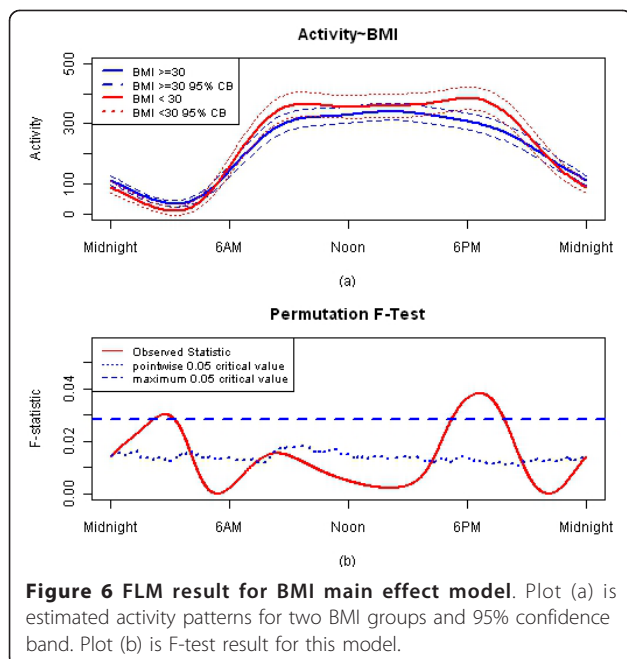 Activity~BMI
BMI >=30
BMI >=30 95% CB
BMI < 30
BMI <30 95% CB
Activity
500
300
100
0
Midnight
6AM
Noon
6PM
Midnight
(a)
Permutation F-Test
Observed Statistic
pointwise 0.05 critical value
maximum 0.05 critical value
F-statistic
0.04
0.02
0.00
Midnight
6AM
Noon
6PM
Midnight
(b)
Figure 6 FLM result for BMI main effect model. Plot (a) is
estimated activity patterns for two BMI groups and 95% confidence
band. Plot (b) is F-test result for this model.